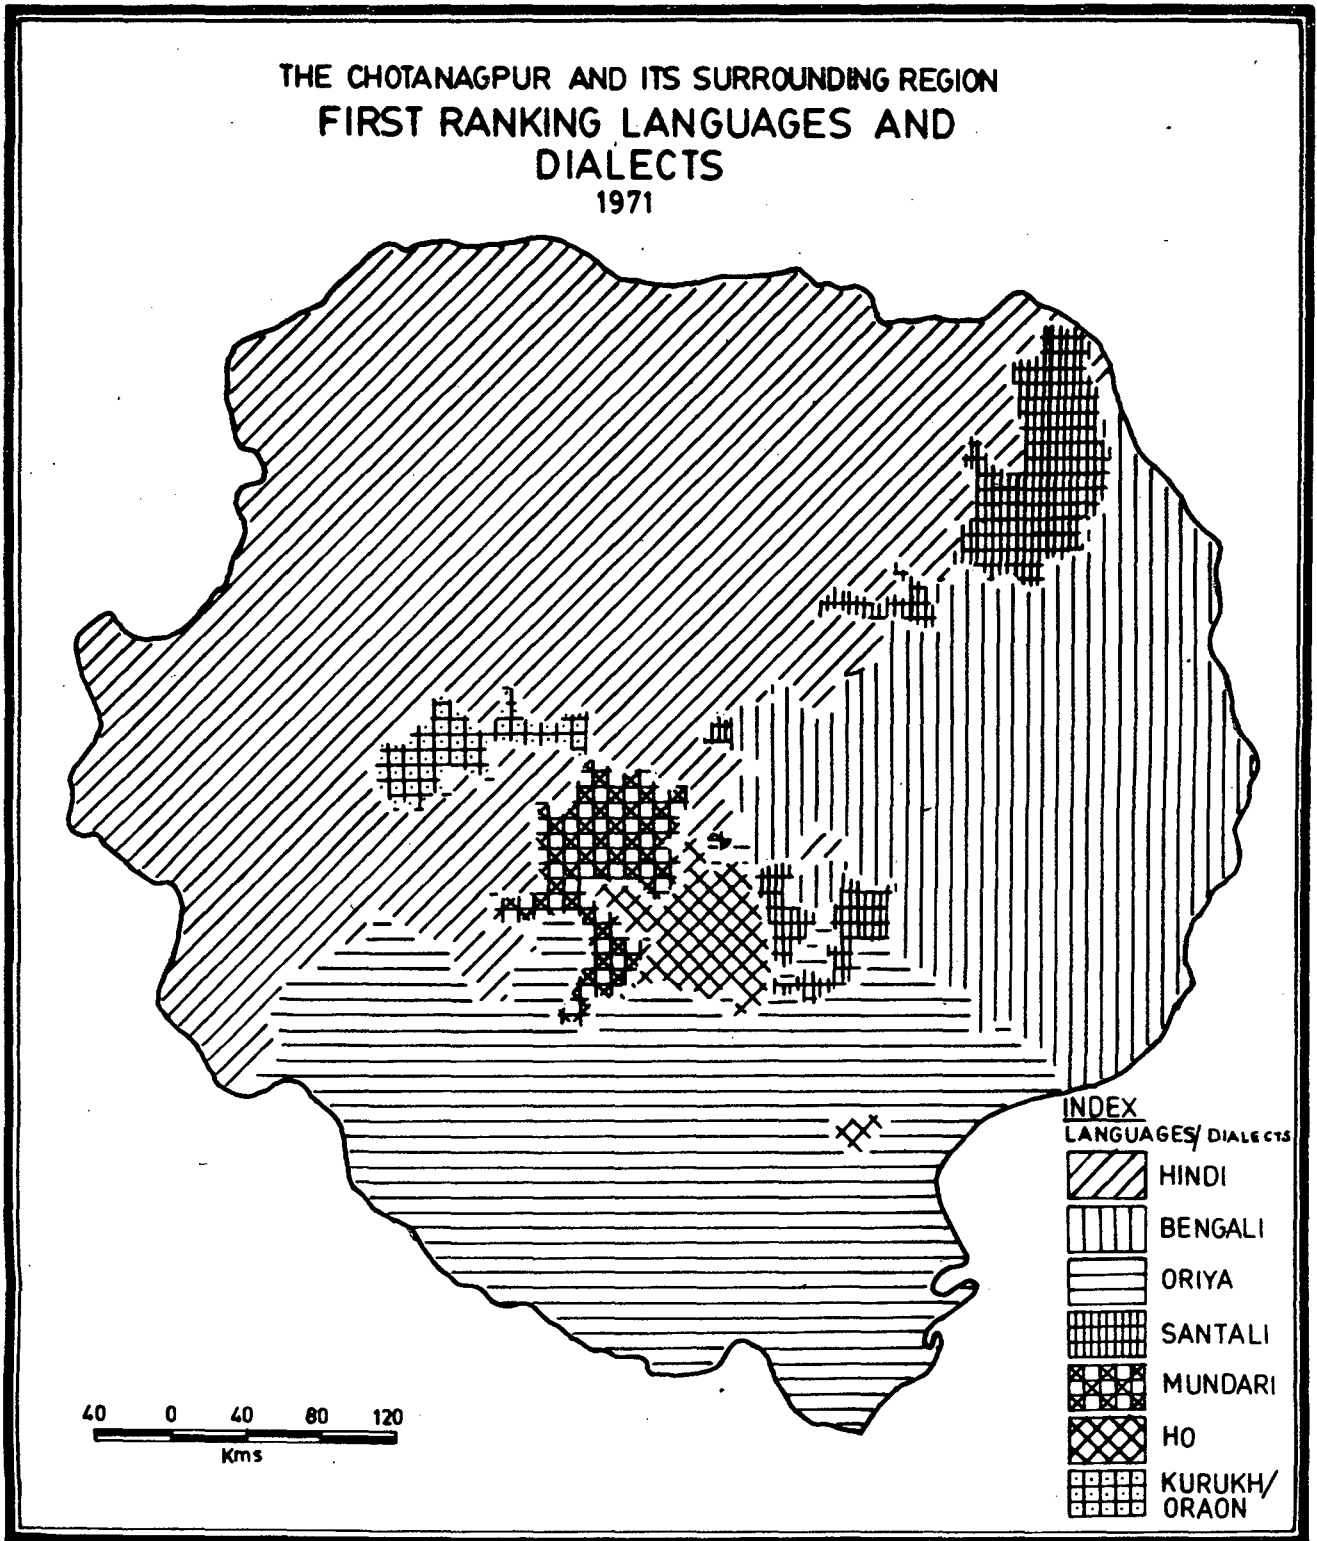 THE CHOTANAGPUR AND ITS SURROUNDING REGION
FIRST RANKING LANGUAGES AND
DIALECTS
1971
INDEX
LANGUAGES/ DIALECTS
HINDI
BENGALI
ORIYA
SANTALI
MUNDARI
HO
KURUKH/
ORAON
40 0 40 80 120
Kms